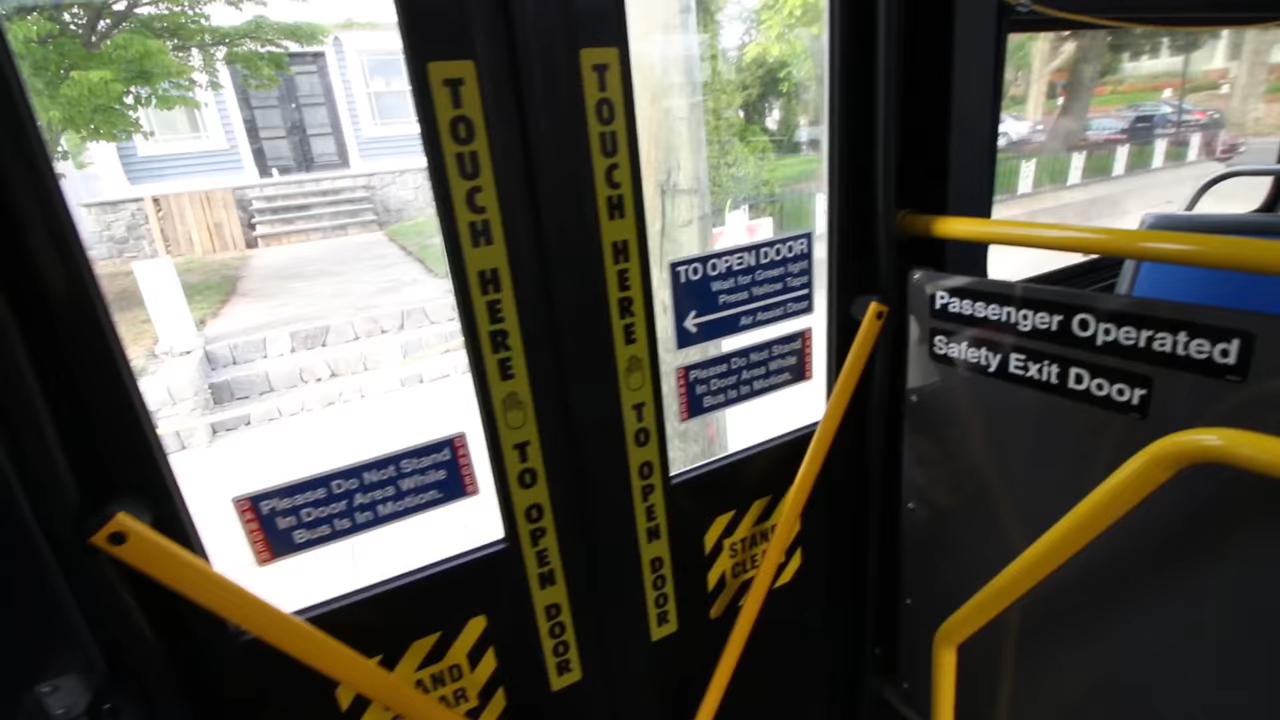 TOUCH HERE TO OPEN DOOR
TOUCH HERE TO OPEN DOOR
TO OPEN DOOR
Wait for Green light
Press Yellow Tape
Air Assist Door
Please Do Not Stand
In Door Area While
Bus Is In Motion.
Passenger Operated
Safety Exit Door
DANGER
Please Do Not Stand
In Door Area While
Bus Is In Motion.
DANGER
STAND
CLEAR